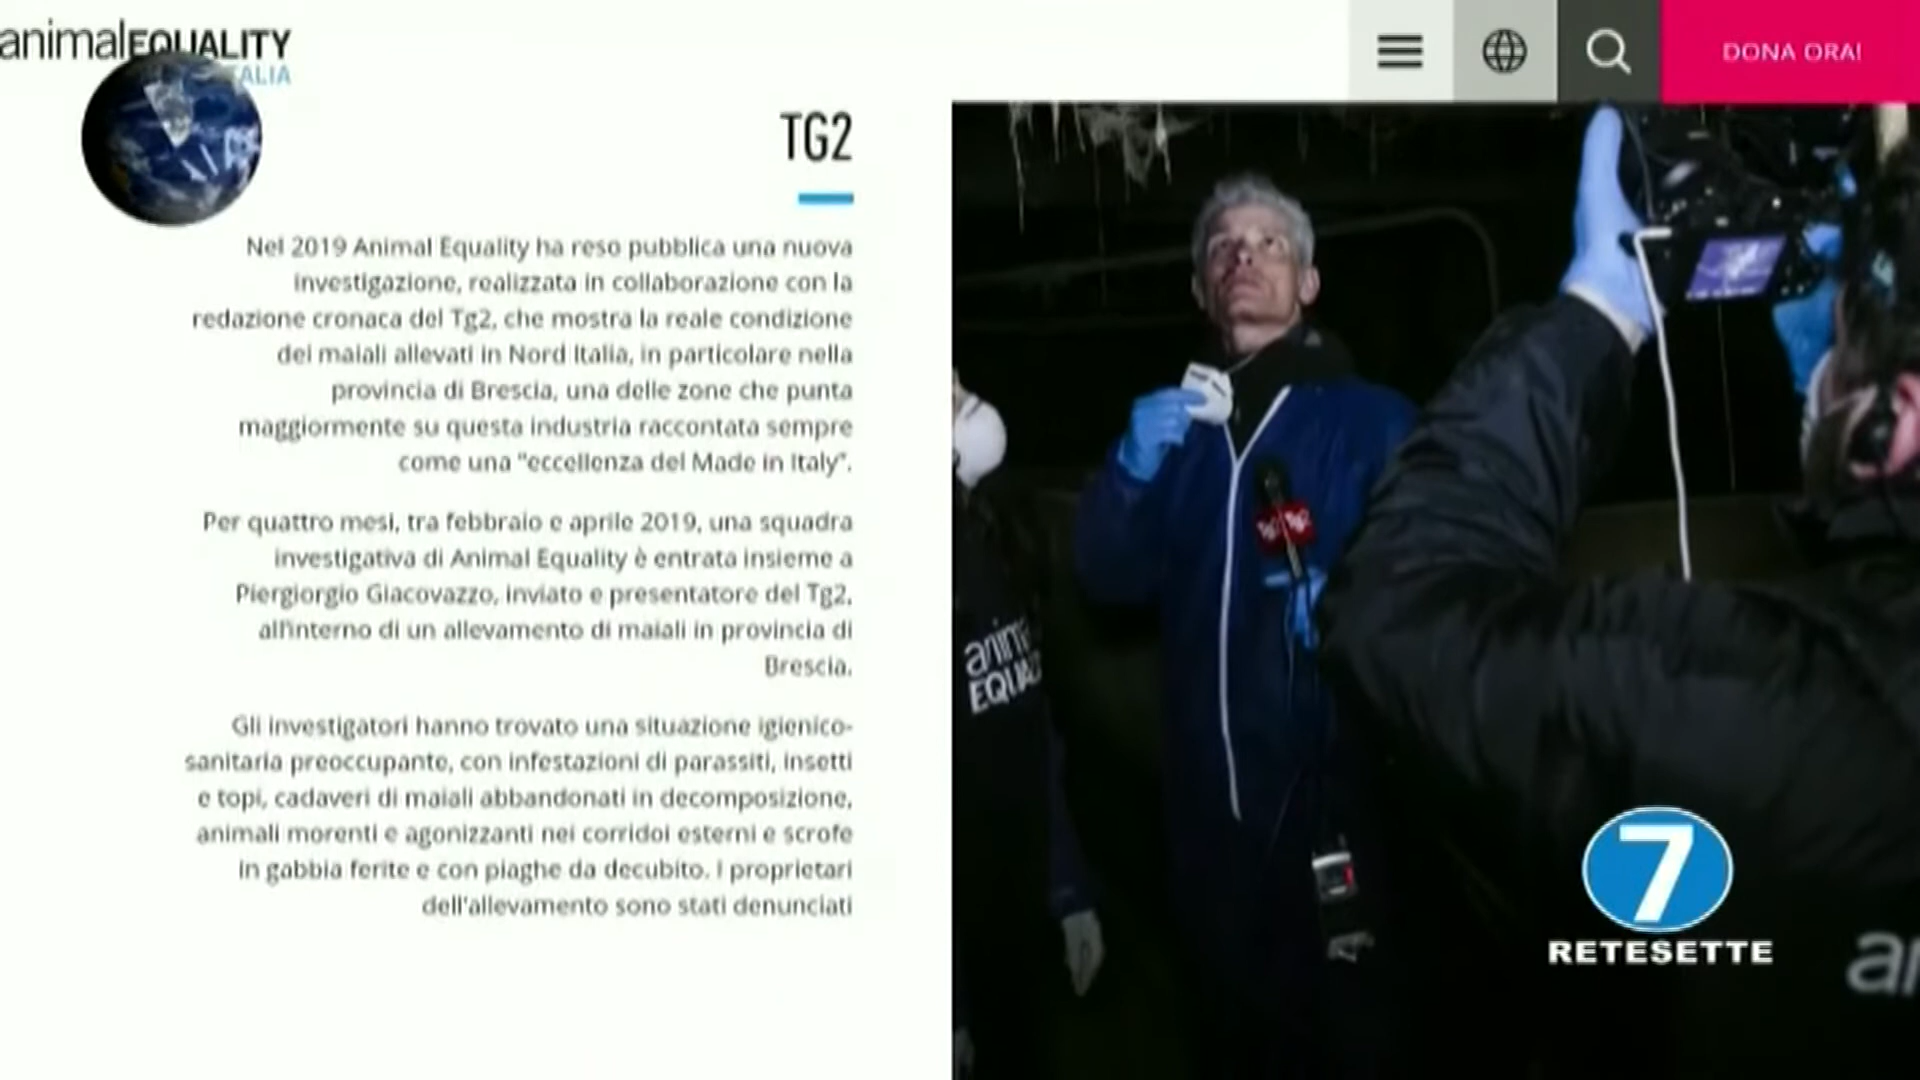 animalEQUALITY
ALIA
DONA ORA!
TG2
Nel 2019 Animal Equality ha reso pubblica una nuova
investigazione, realizzata in collaborazione con la
redazione cronaca del Tg2, che mostra la reale condizione
dei maiali allevati in Nord Italia, in particolare nella
provincia di Brescia, una delle zone che punta
maggiormente su questa industria raccontata sempre
come una "eccellenza del Made in Italy".
Per quattro mesi, tra febbraio e aprile 2019, una squadra
investigativa di Animal Equality è entrata insieme a
Piergiorgio Giacovazzo, inviato e presentatore del Tg2,
all'interno di un allevamento di maiali in provincia di
Brescia.
Gli investigatori hanno trovato una situazione igienico-
sanitaria preoccupante, con infestazioni di parassiti, insetti
e topi, cadaveri di maiali abbandonati in decomposizione,
animali morenti e agonizzanti nei corridoi esterni e scrofe
in gabbia ferite e con piaghe da decubito. I proprietari
dell'allevamento sono stati denunciati
Tg2 Tg2
anim
EQUAL
7
RETESETTE
an